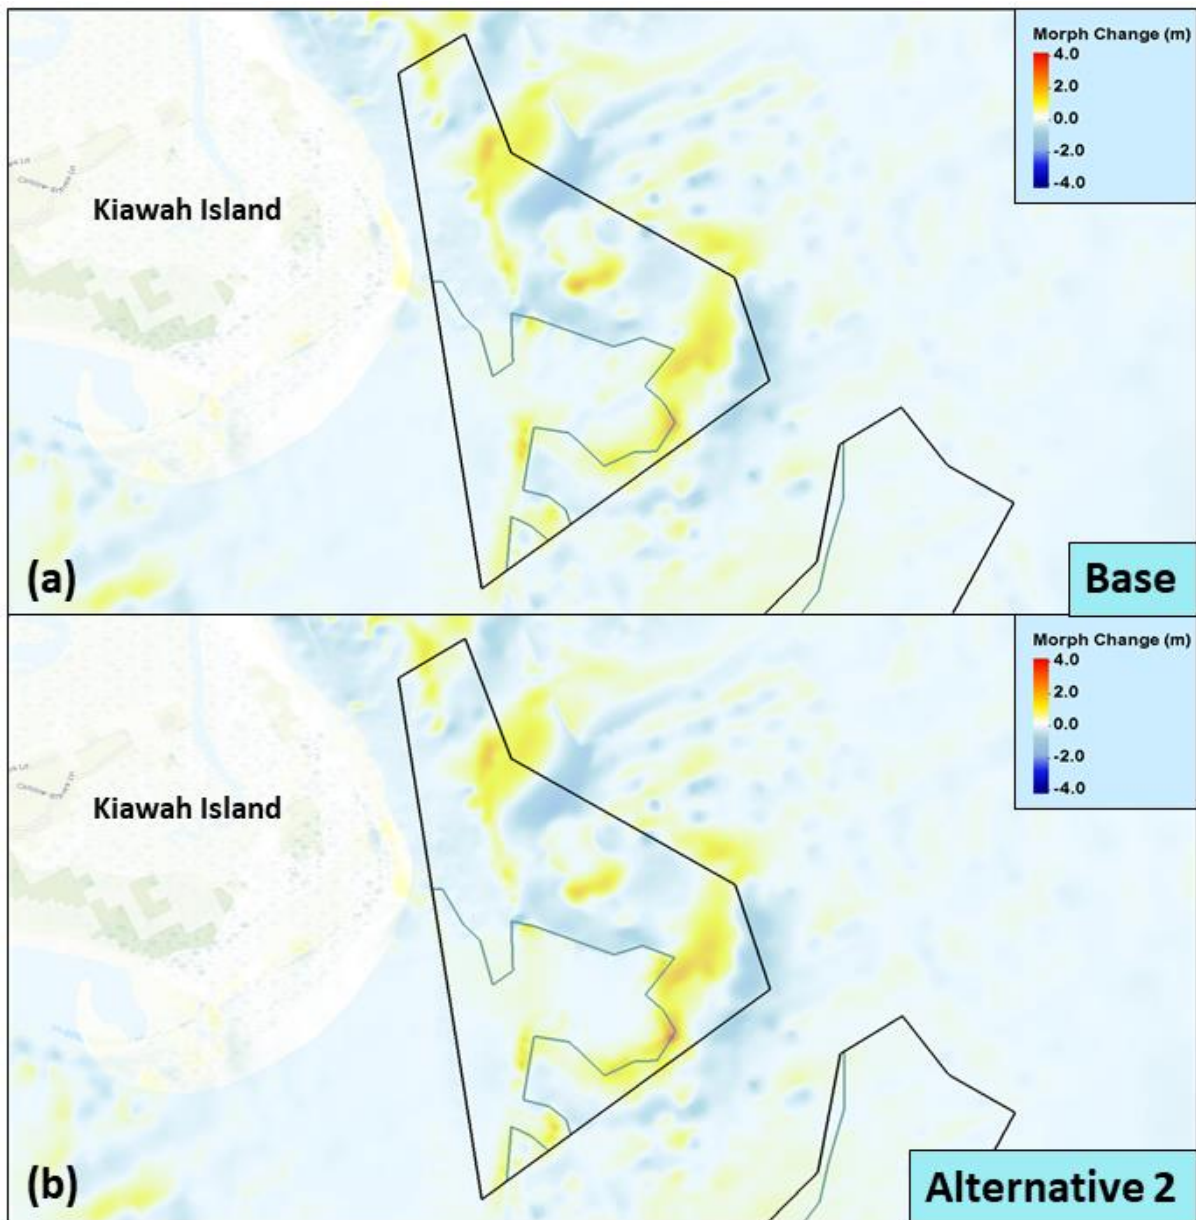 Morph Change (m)
4.0
2.0
0.0
-2.0
-4.0
Kiawah Island
(a)
Base
Morph Change (m)
4.0
2.0
0.0
-2.0
-4.0
Kiawah Island
(b)
Alternative 2